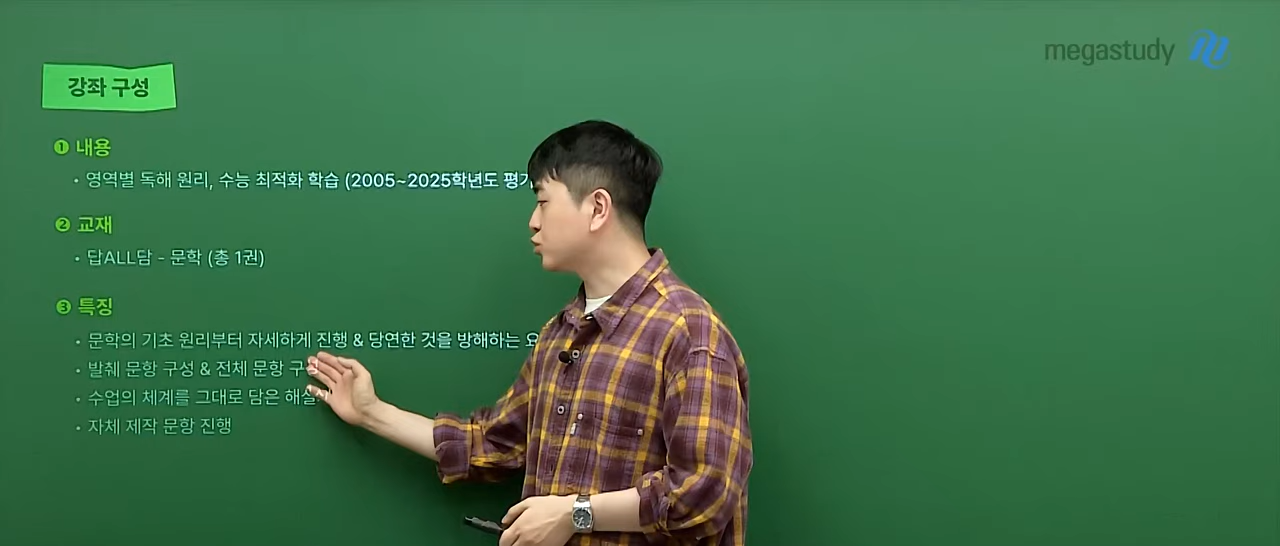 megastudy
강좌 구성
❶ 내용
• 영역별 독해 원리, 수능 최적화 학습 (2005~2025학년도
❷ 교재
• 답ALL담 - 문학 (총 1권)
❸ 특징
• 문학의 기초 원리부터 자세하게 진행 & 당연한 것을 방해하는
• 발췌 문항 구성 & 전체 문항 구성
• 수업의 체계를 그대로 담은
• 자체 제작 문항 진행